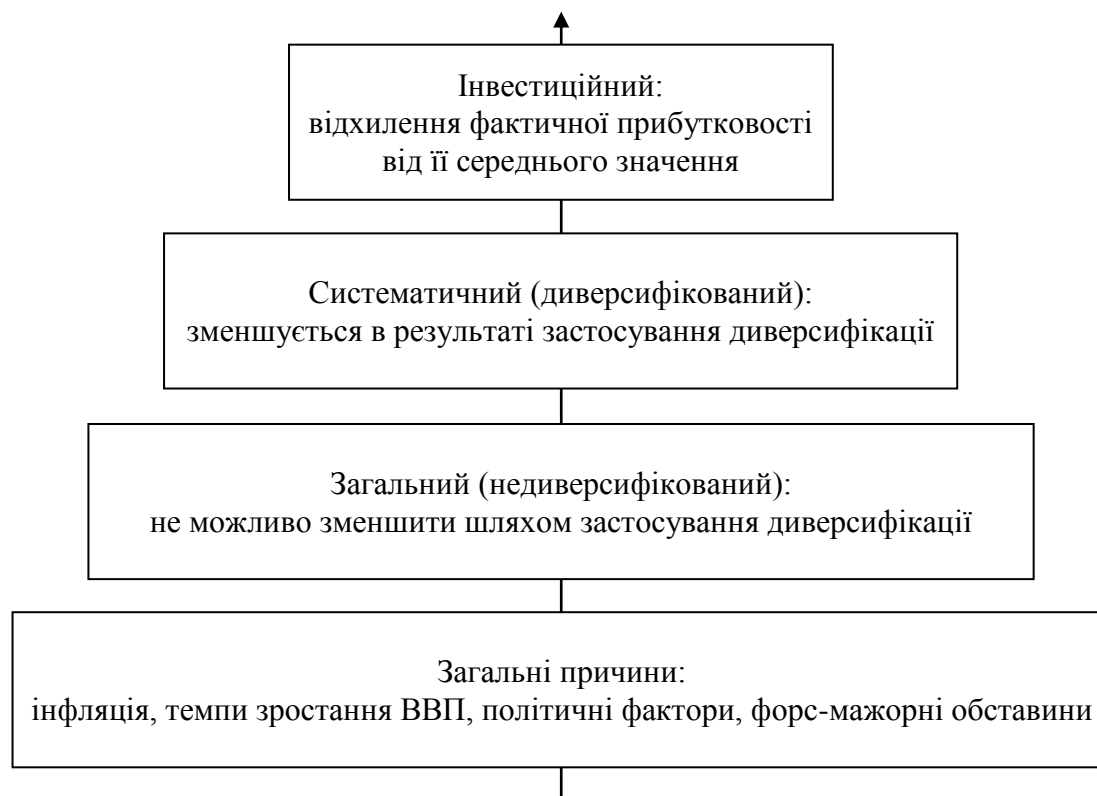 Інвестиційний:
відхилення фактичної прибутковості
від її середнього значення
Систематичний (диверсифікований):
зменшується в результаті застосування диверсифікації
Загальний (недиверсифікований):
не можливо зменшити шляхом застосування диверсифікації
Загальні причини:
інфляція, темпи зростання ВВП, політичні фактори, форс-мажорні обставини